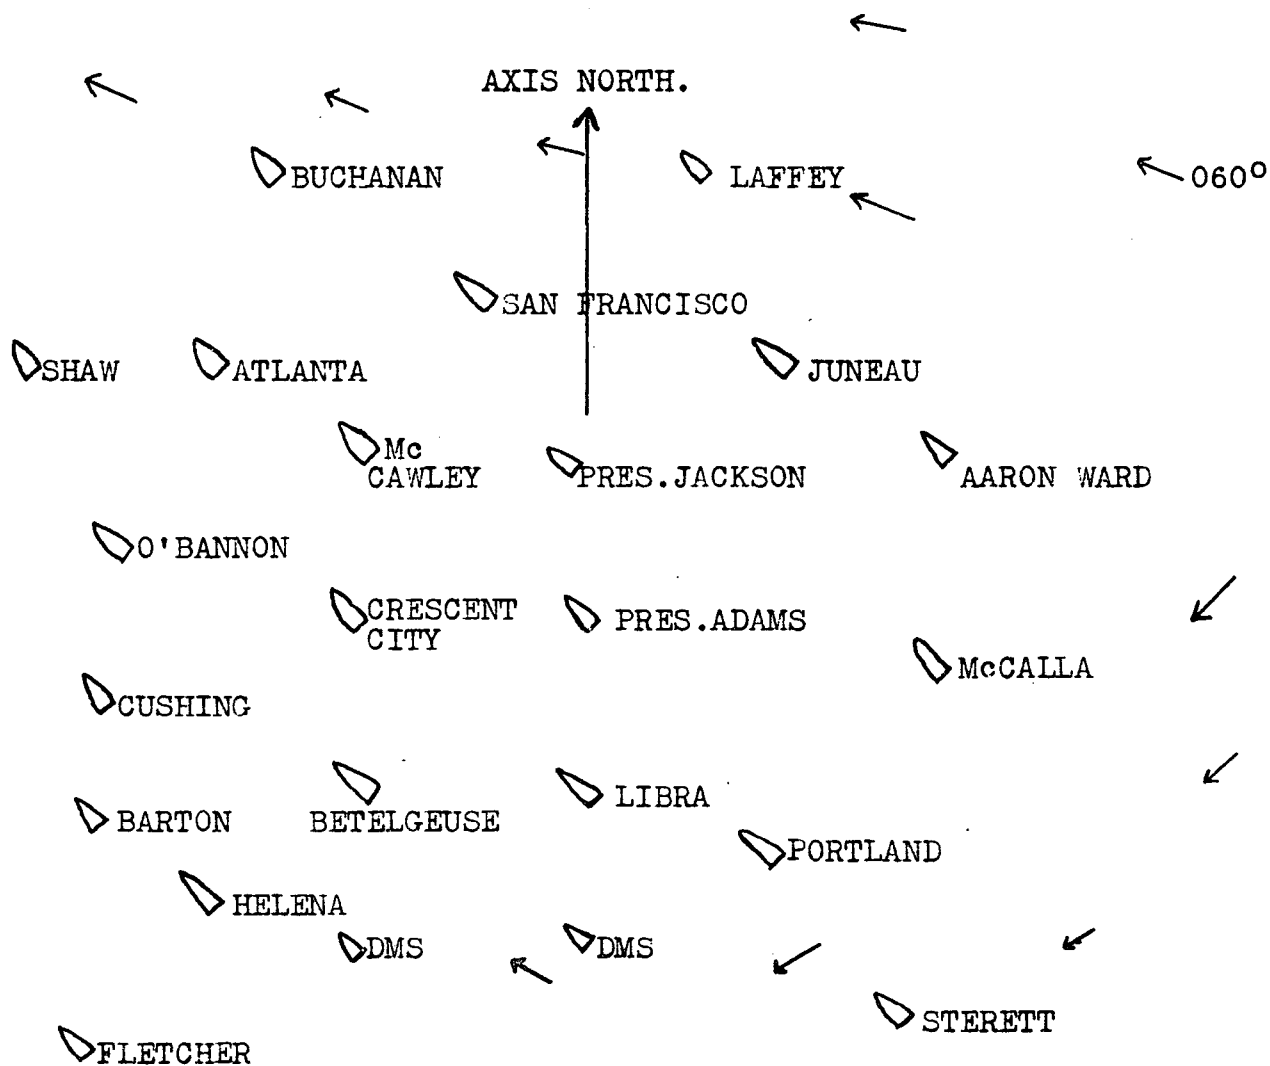 AXIS NORTH.
BUCHANAN
LAFFEY
060°
SAN FRANCISCO
SHAW
ATLANTA
JUNEAU
Mc
CAWLEY
PRES.JACKSON
AARON WARD
O'BANNON
CRESCENT
CITY
PRES.ADAMS
McCALLA
CUSHING
LIBRA
BARTON
BETELGEUSE
PORTLAND
HELENA
DMS
DMS
STERETT
FLETCHER